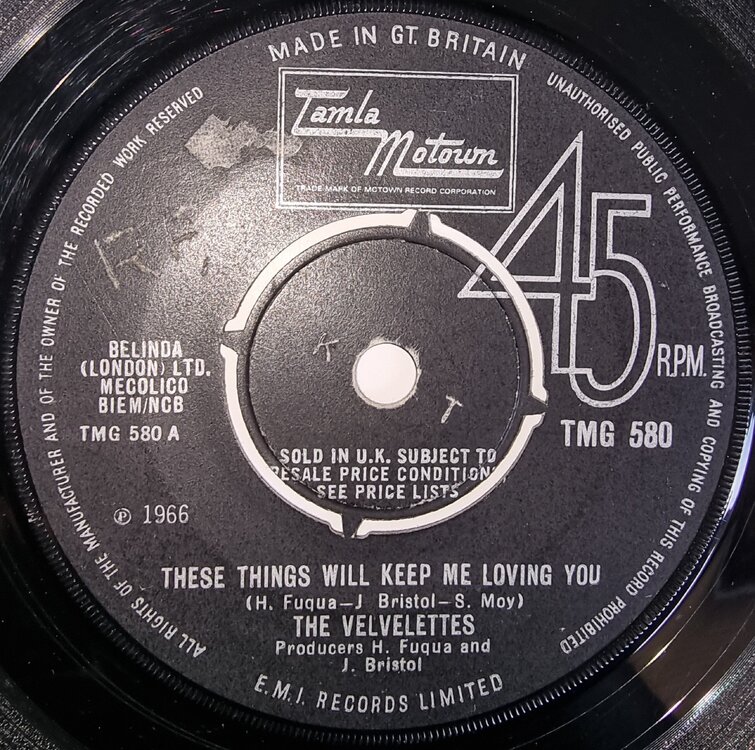 MADE IN GT. BRITAIN
UNAUTHORISED PUBLIC PERFORMANCE BROADCASTING AND COPYING OF THIS RECORD PROHIBITED
ALL RIGHTS OF THE MANUFACTURER AND OF THE OWNER OF THE RECORDED WORK RESERVED
Tamla
Motown
TRADE MARK OF MOTOWN RECORD CORPORATION
45
R.P.M.
BELINDA
(LONDON) LTD.
MECOLICO
BIEM/NCB
TMG 580 A
K
T
TMG 580
SOLD IN U.K. SUBJECT TO
RESALE PRICE CONDITIONS,
SEE PRICE LISTS
℗ 1966
THESE THINGS WILL KEEP ME LOVING YOU
(H. Fuqua—J Bristol—S. Moy)
THE VELVELETTES
Producers H. Fuqua and
J. Bristol
E.M.I. RECORDS LIMITED